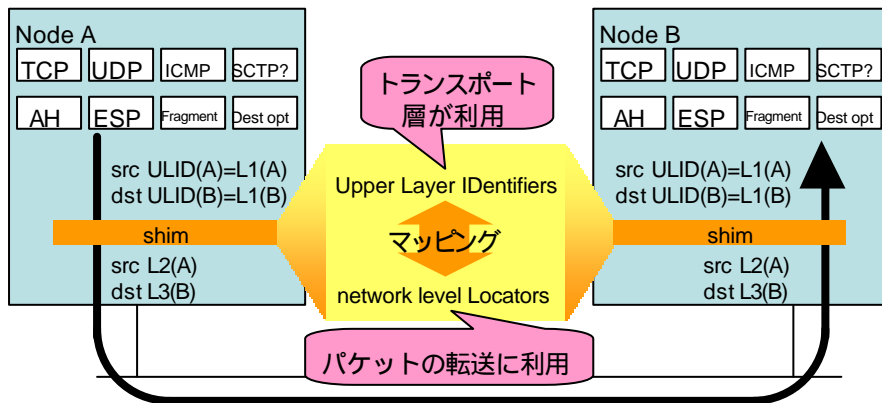 Node A
TCP UDP ICMP SCTP?
AH ESP Fragment Dest opt
src ULID(A)=L1(A)
dst ULID(B)=L1(B)
shim
src L2(A)
dst L3(B)
トランスポート
層が利用
Upper Layer IDentifiers
マッピング
network level Locators
パケットの転送に利用
Node B
TCP UDP ICMP SCTP?
AH ESP Fragment Dest opt
src ULID(A)=L1(A)
dst ULID(B)=L1(B)
shim
src L2(A)
dst L3(B)